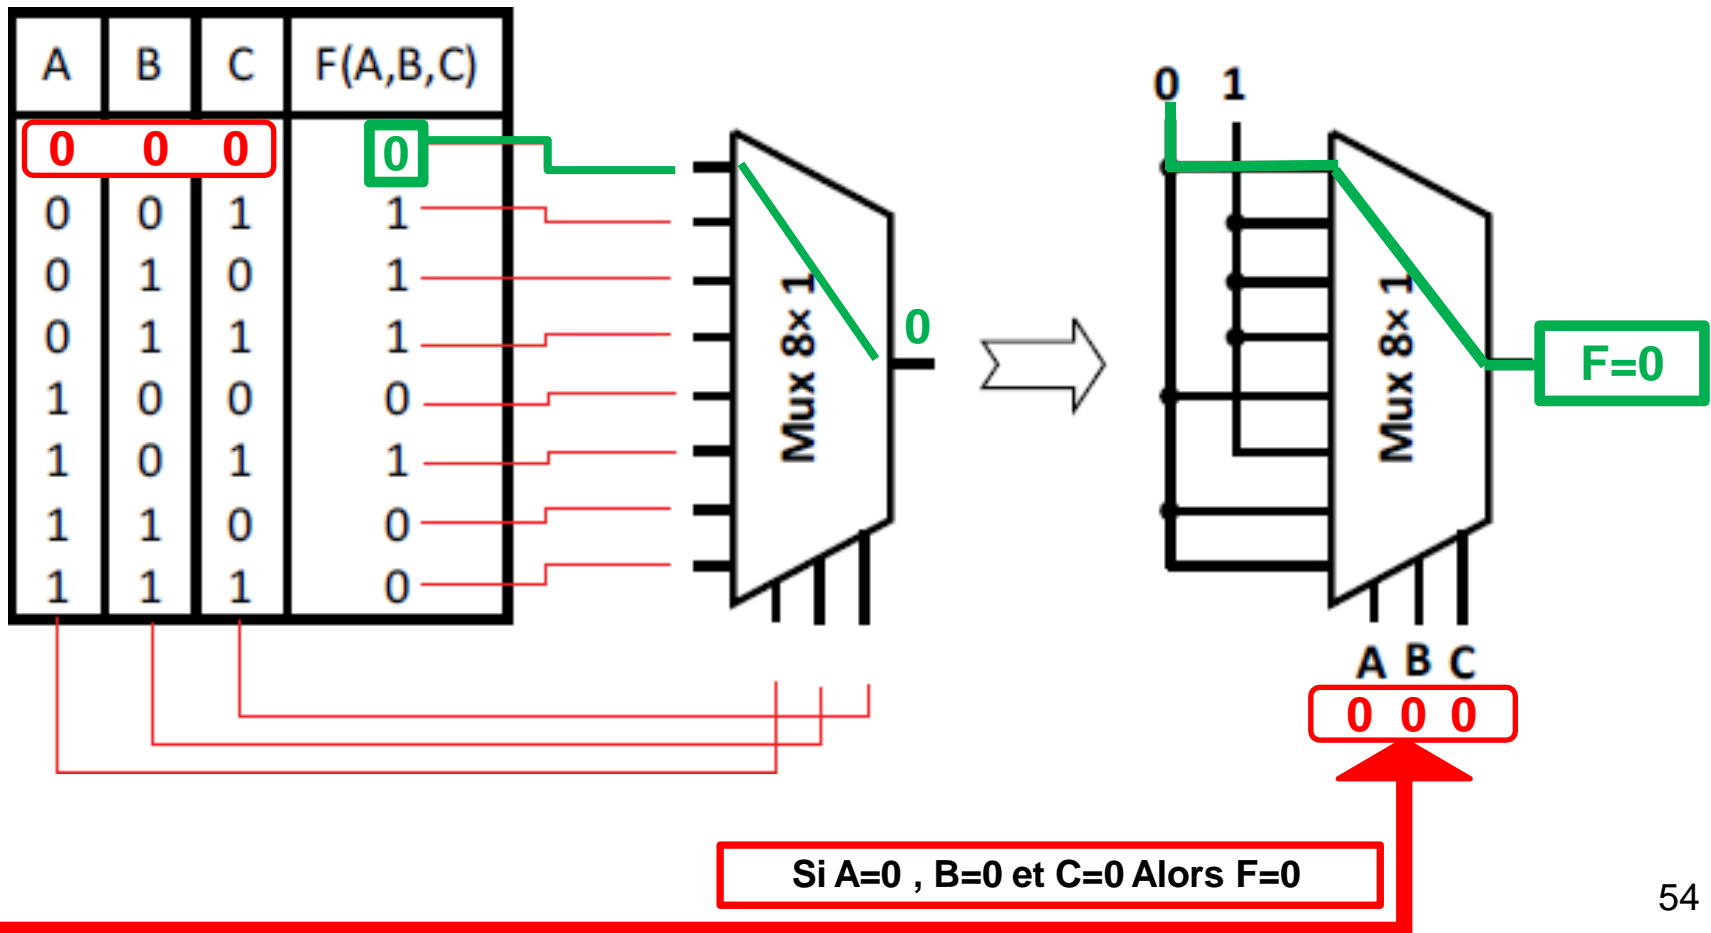 A B C F(A,B,C)
0 0 0 0
0 0 1 1
0 1 0 1
0 1 1 1
1 0 0 0
1 0 1 1
1 1 0 0
1 1 1 0
Mux 8× 1
0
0 1
Mux 8× 1
F=0
A B C
0 0 0
Si A=0 , B=0 et C=0 Alors F=0
54